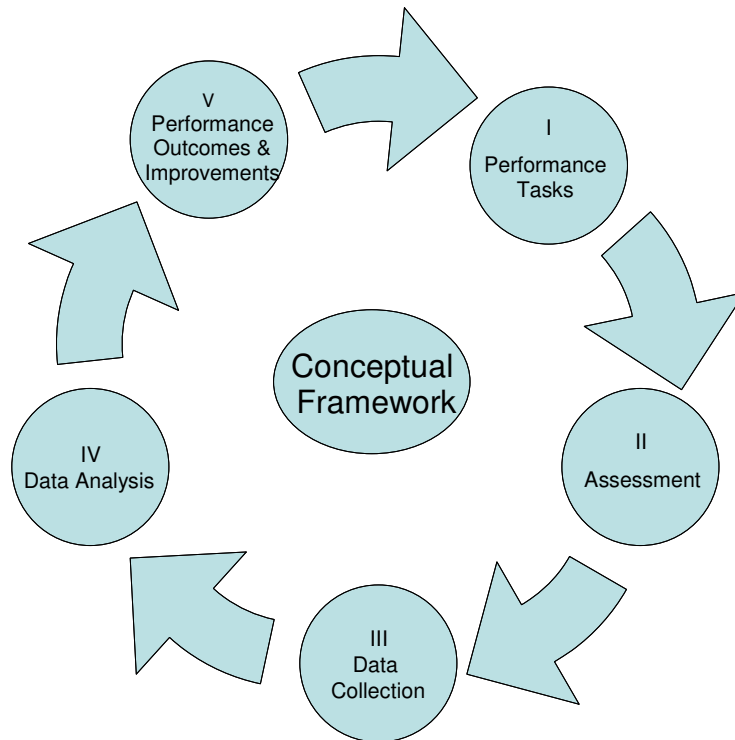 I
Performance
Tasks
II
Assessment
III
Data
Collection
IV
Data Analysis
V
Performance
Outcomes &
Improvements
Conceptual
Framework